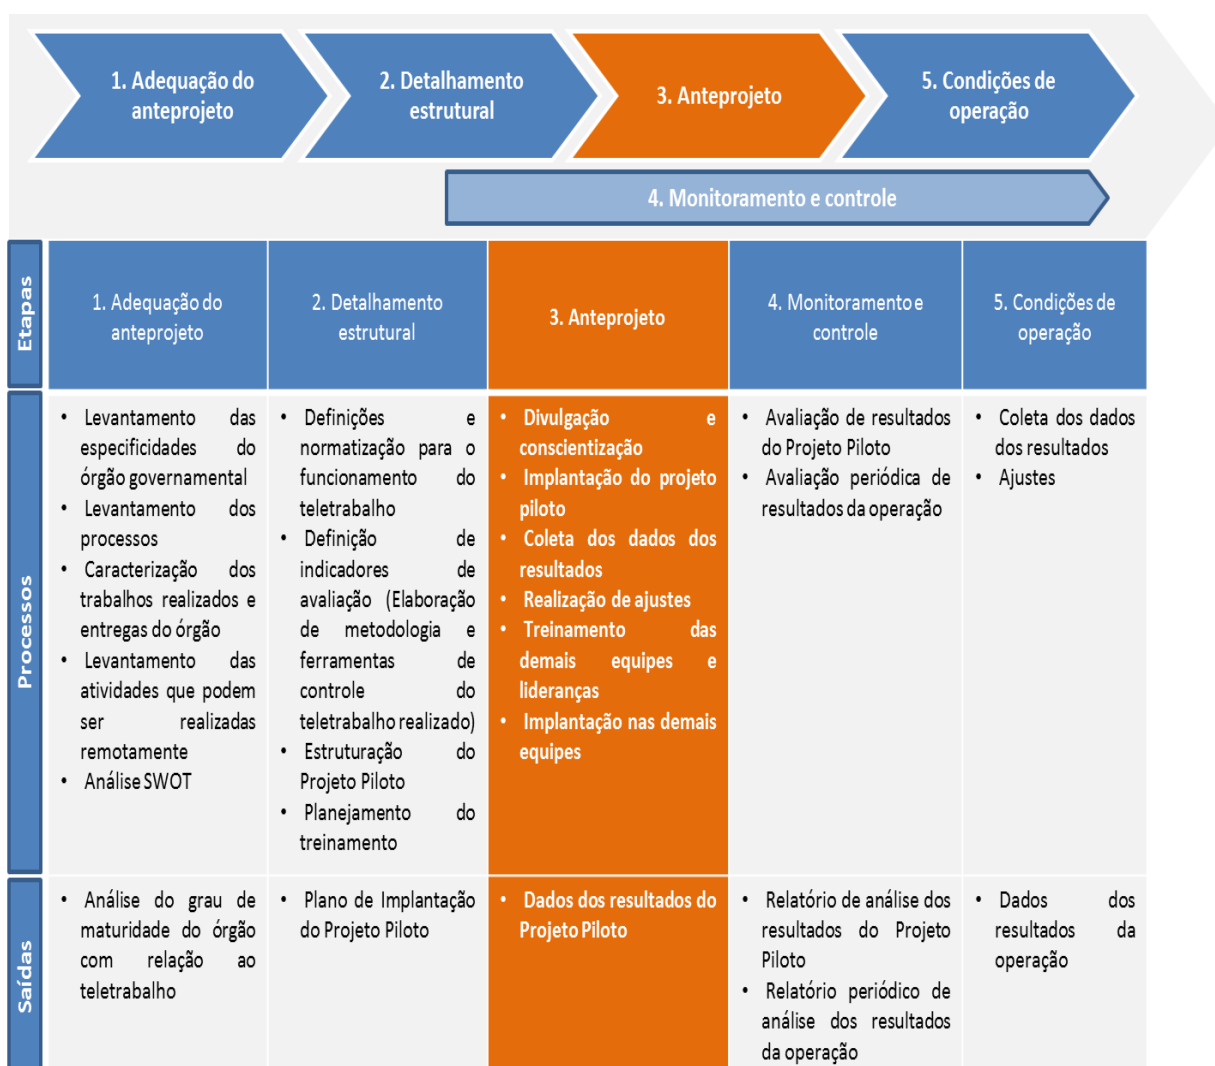 1. Adequação do
anteprojeto
2. Detalhamento
estrutural
3. Anteprojeto
5. Condições de
operação
4. Monitoramento e controle
Etapas
1. Adequação do
anteprojeto
2. Detalhamento
estrutural
3. Anteprojeto
4. Monitoramento e
controle
5. Condições de
operação
Processos
• Levantamento das
especificidades do
órgão governamental
• Levantamento dos
processos
• Caracterização dos
trabalhos realizados e
entregas do órgão
• Levantamento das
atividades que podem
ser realizadas
remotamente
• Análise SWOT
• Definições e
normatização para o
funcionamento do
teletrabalho
• Definição de
indicadores de
avaliação (Elaboração
de metodologia e
ferramentas de
controle do
teletrabalho realizado)
• Estruturação do
Projeto Piloto
• Planejamento do
treinamento
• Divulgação e
conscientização
• Implantação do projeto
piloto
• Coleta dos dados dos
resultados
• Realização de ajustes
• Treinamento das
demais equipes e
lideranças
• Implantação nas demais
equipes
• Avaliação de resultados
do Projeto Piloto
• Avaliação periódica de
resultados da operação
• Coleta dos dados
dos resultados
• Ajustes
Saídas
• Análise do grau de
maturidade do órgão
com relação ao
teletrabalho
• Plano de Implantação
do Projeto Piloto
• Dados dos resultados do
Projeto Piloto
• Relatório de análise dos
resultados do Projeto
Piloto
• Relatório periódico de
análise dos resultados
da operação
• Dados dos
resultados da
operação